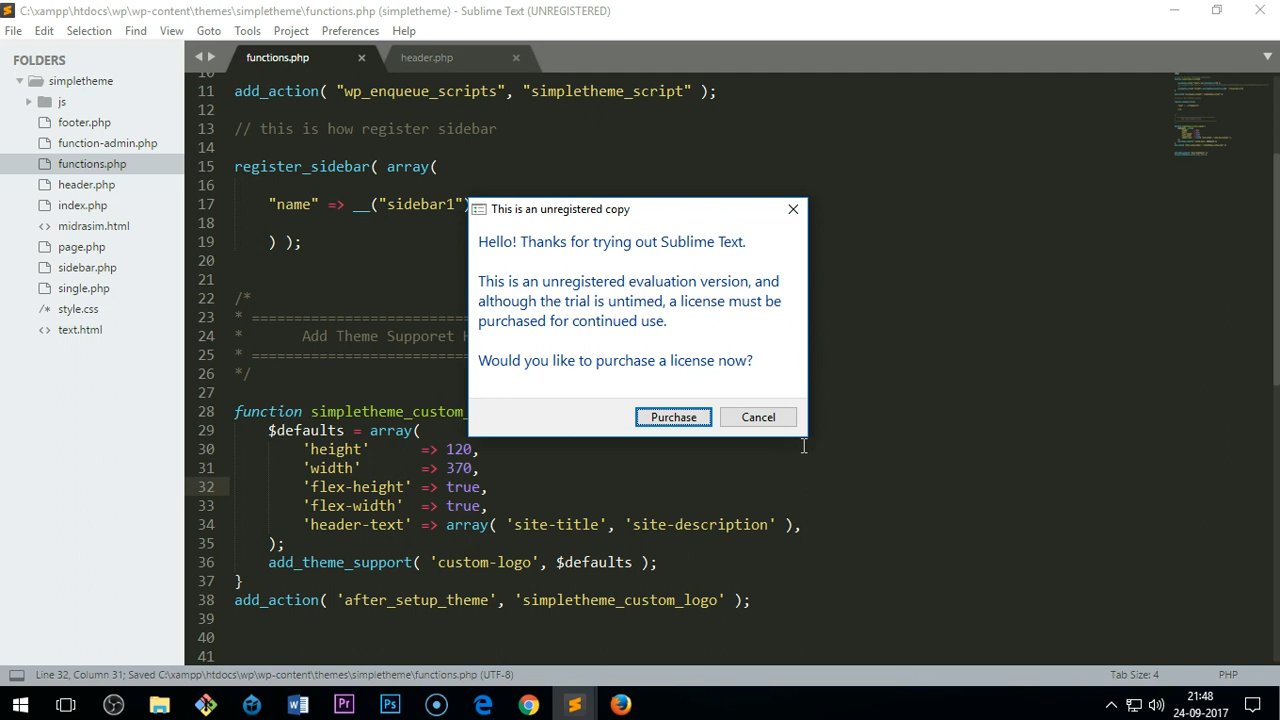 C:\xampp\htdocs\wp\wp-content\themes\simpletheme\functions.php (simpletheme) - Sublime Text (UNREGISTERED)
File Edit Selection Find View Goto Tools Project Preferences Help
FOLDERS
simpletheme
js
footer.php
function-admin.php
functions.php
header.php
index.php
midrasim.html
page.php
sidebar.php
single.php
style.css
text.html
functions.php header.php
10
11 add_action( "wp_enqueue_scripts", "simpletheme_script" );
12
13 // this is how register sidebar
14
15 register_sidebar( array(
16
17 "name" => __("sidebar1")
18
19 ) );
20
21
22 /*
23 * =========================
24 * Add Theme Supporet H
25 * =========================
26 */
27
28 function simpletheme_custom_
29 $defaults = array(
30 'height' => 120,
31 'width' => 370,
32 'flex-height' => true,
33 'flex-width' => true,
34 'header-text' => array( 'site-title', 'site-description' ),
35 );
36 add_theme_support( 'custom-logo', $defaults );
37 }
38 add_action( 'after_setup_theme', 'simpletheme_custom_logo' );
39
40
41
This is an unregistered copy
Hello! Thanks for trying out Sublime Text.
This is an unregistered evaluation version, and
although the trial is untimed, a license must be
purchased for continued use.
Would you like to purchase a license now?
Purchase Cancel
Line 32, Column 31; Saved C:\xampp\htdocs\wp\wp-content\themes\simpletheme\functions.php (UTF-8) Tab Size: 4 PHP
21:48
24-09-2017